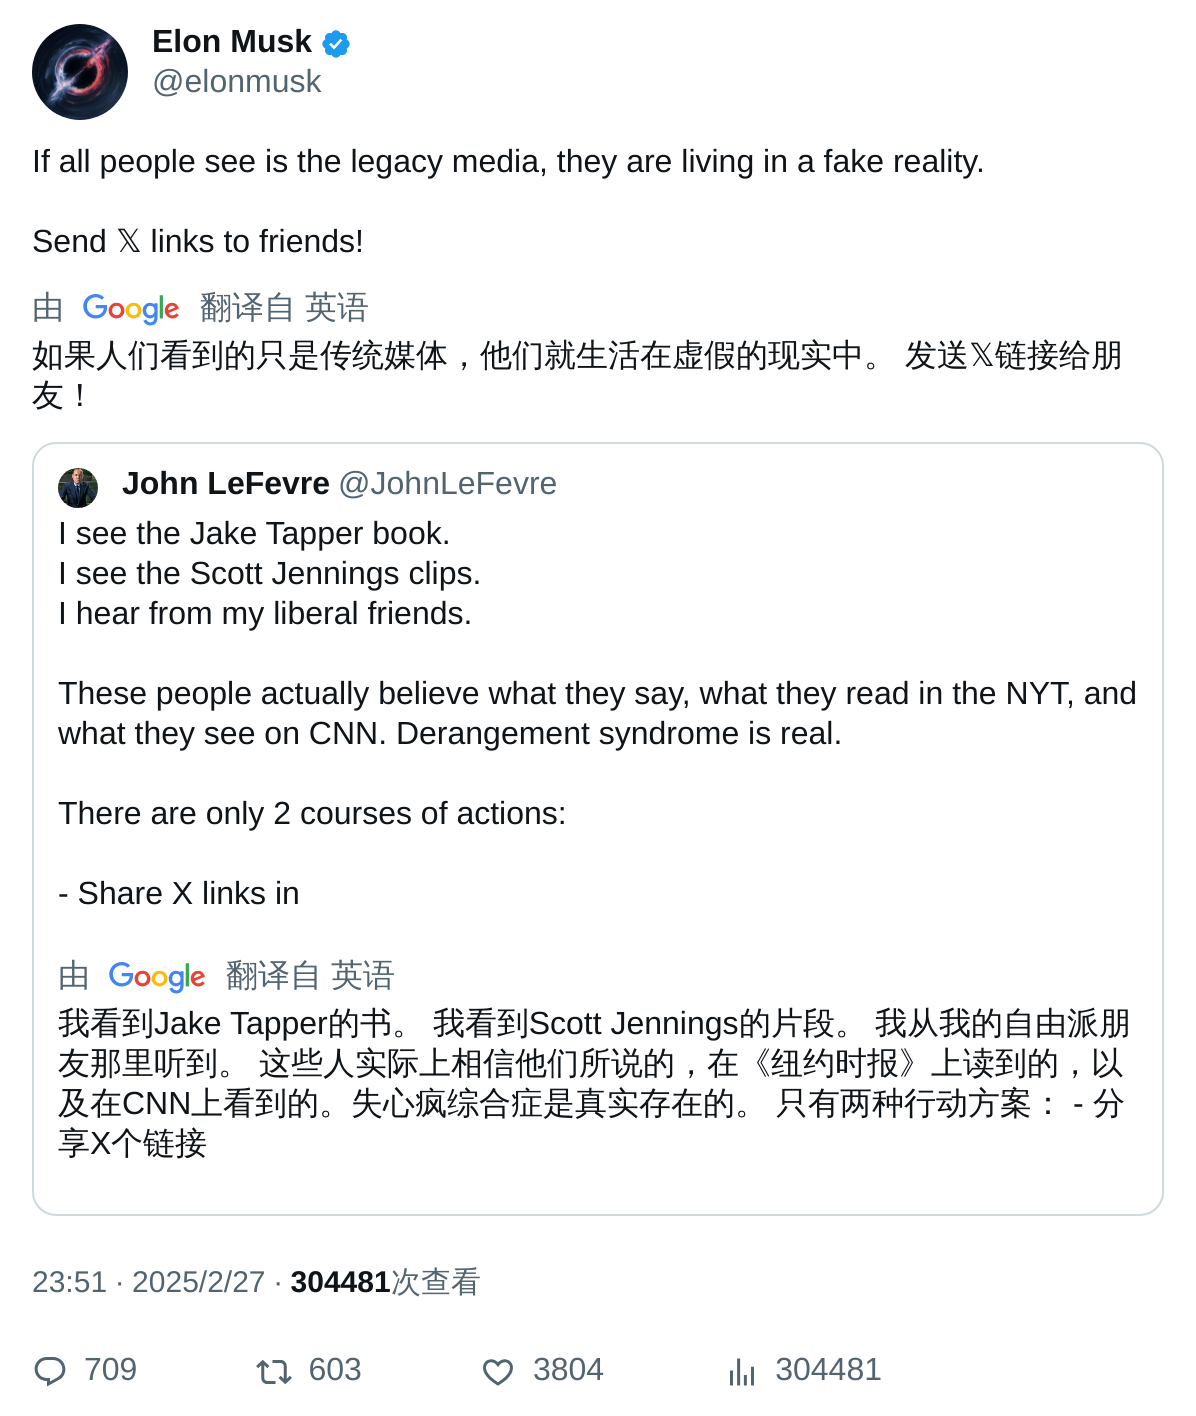 Elon Musk
@elonmusk
If all people see is the legacy media, they are living in a fake reality.
Send 𝕏 links to friends!
由 Google 翻译自 英语
如果人们看到的只是传统媒体，他们就生活在虚假的现实中。 发送𝕏链接给朋
友！
John LeFevre @JohnLeFevre
I see the Jake Tapper book.
I see the Scott Jennings clips.
I hear from my liberal friends.
These people actually believe what they say, what they read in the NYT, and
what they see on CNN. Derangement syndrome is real.
There are only 2 courses of actions:
- Share X links in
由 Google 翻译自 英语
我看到Jake Tapper的书。 我看到Scott Jennings的片段。 我从我的自由派朋
友那里听到。 这些人实际上相信他们所说的，在《纽约时报》上读到的，以
及在CNN上看到的。失心疯综合症是真实存在的。 只有两种行动方案： - 分
享X个链接
23:51 · 2025/2/27 · 304481次查看
709 603 3804 304481